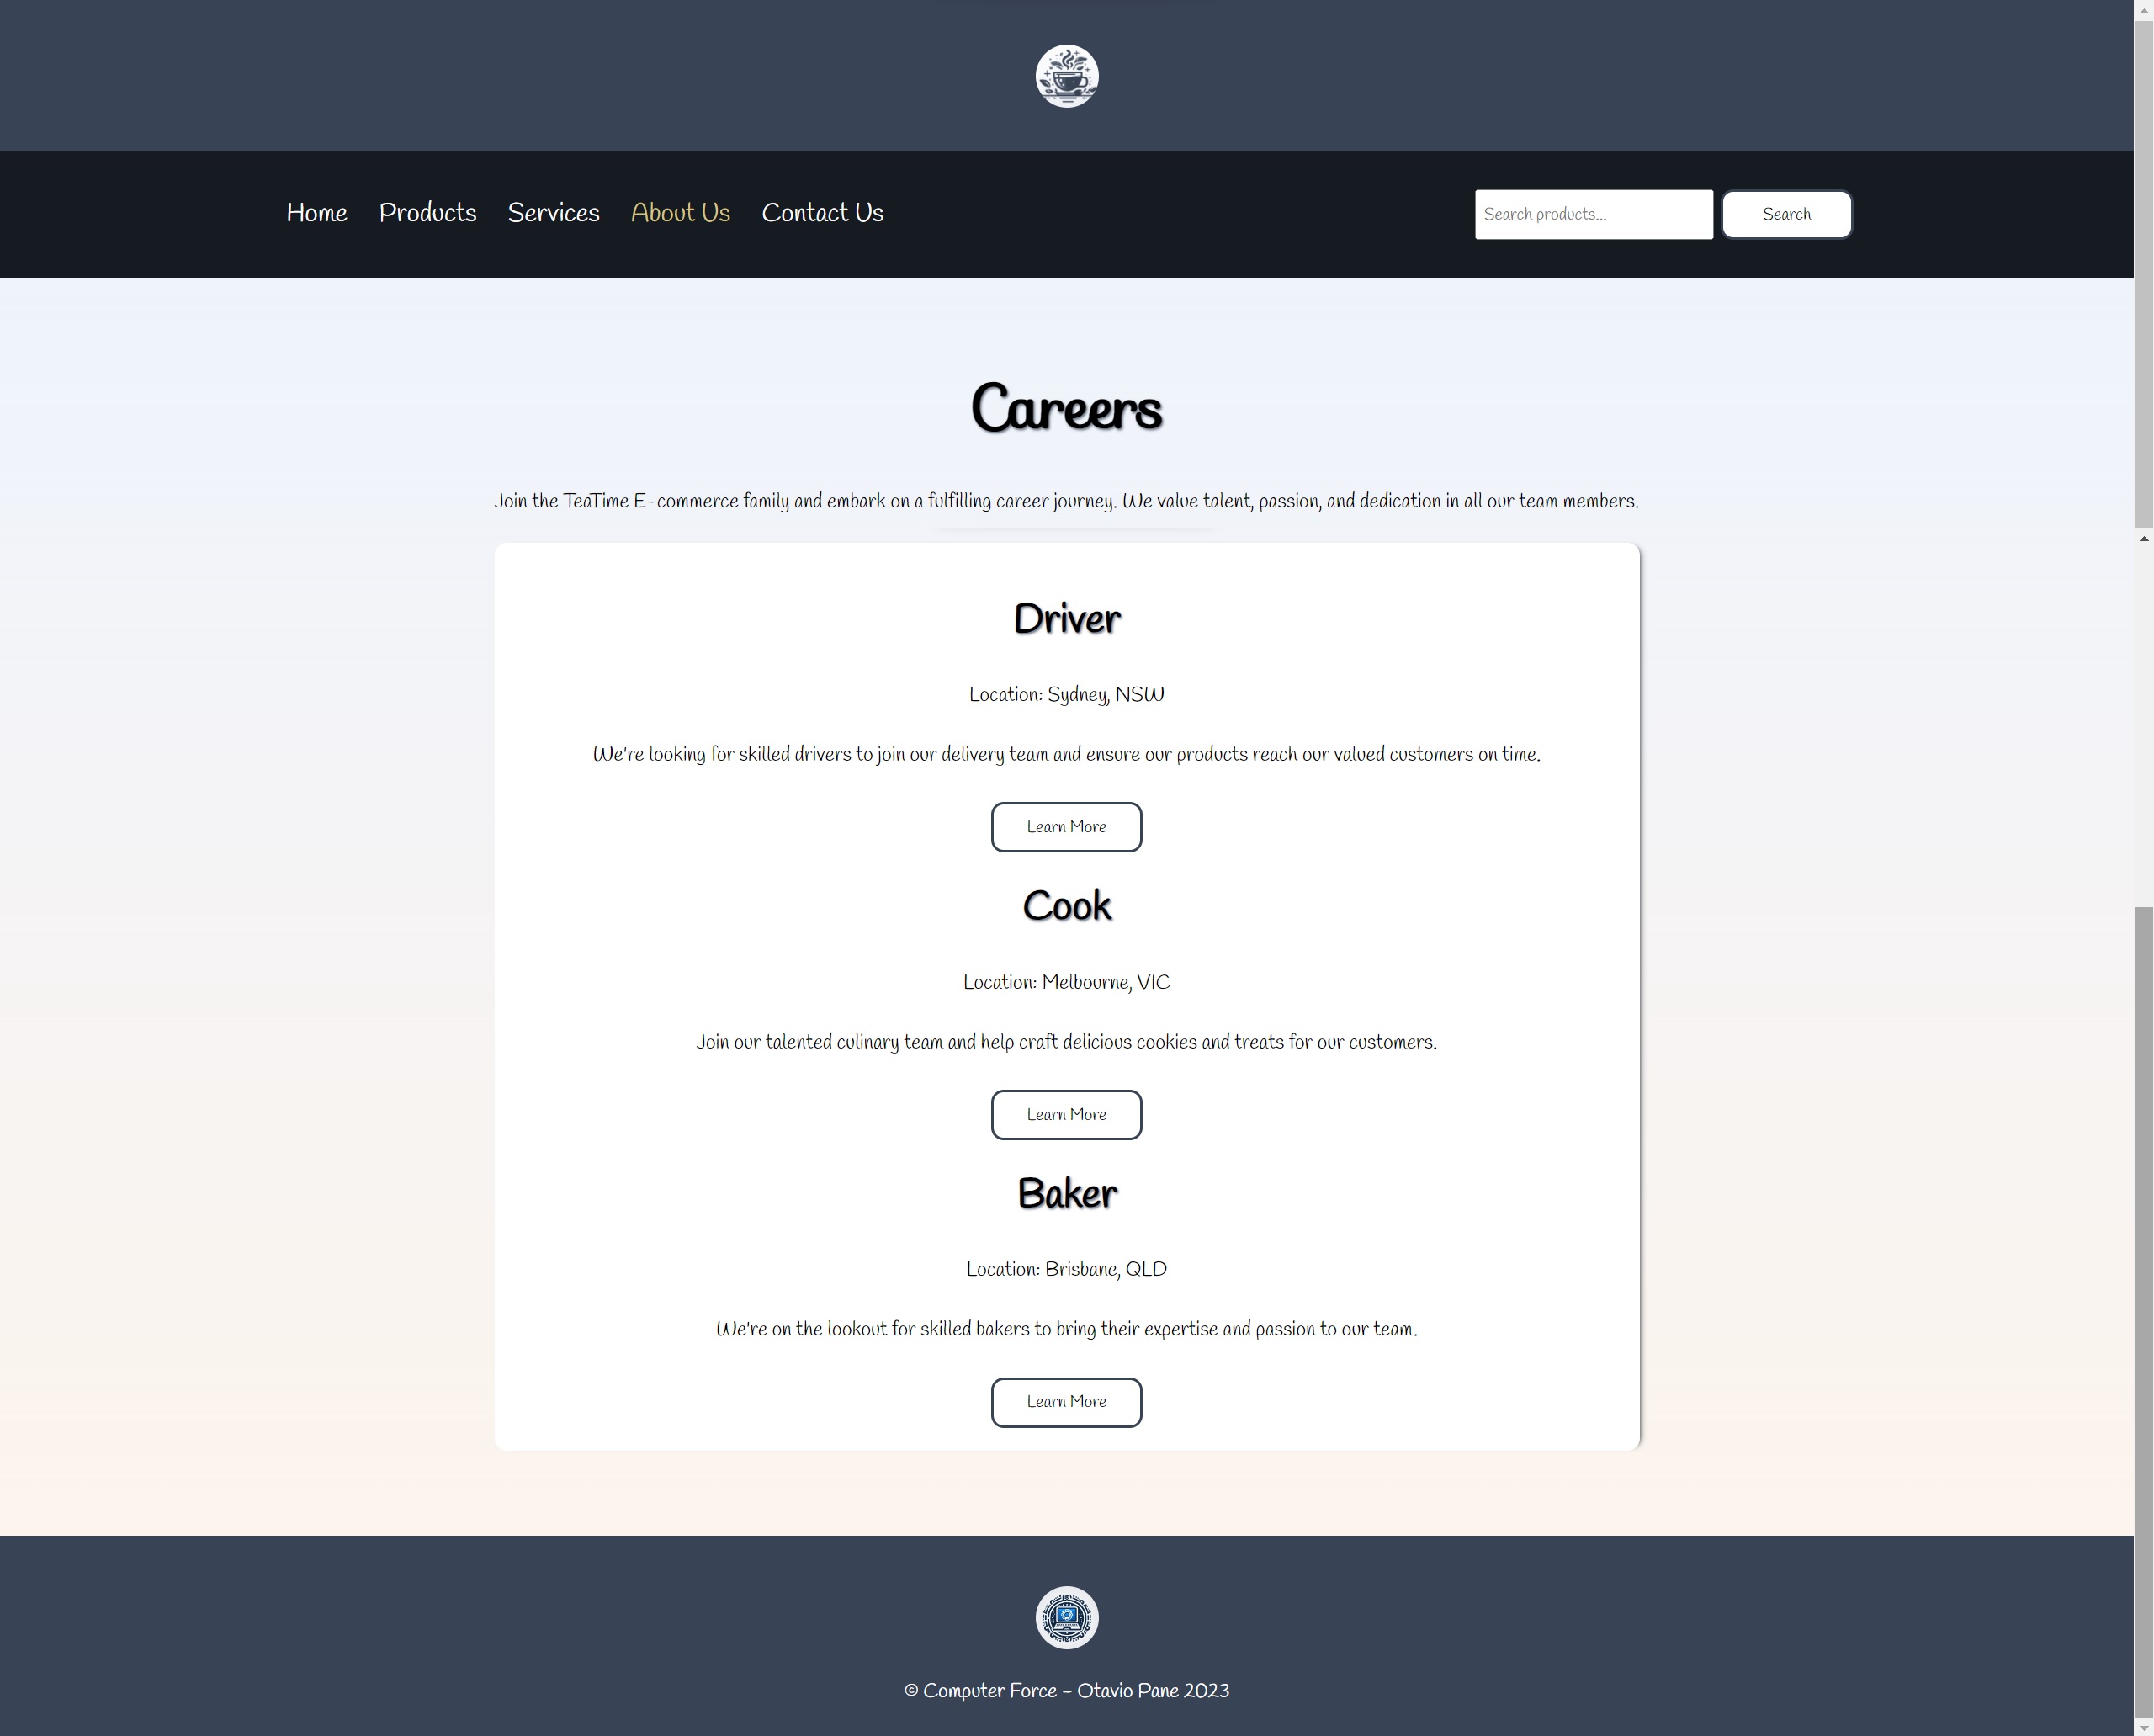 Home Products Services About Us Contact Us
Search products... Search
Careers
Join the TeaTime E-commerce family and embark on a fulfilling career journey. We value talent, passion, and dedication in all our team members.
Driver
Location: Sydney, NSW
We're looking for skilled drivers to join our delivery team and ensure our products reach our valued customers on time.
Learn More
Cook
Location: Melbourne, VIC
Join our talented culinary team and help craft delicious cookies and treats for our customers.
Learn More
Baker
Location: Brisbane, QLD
We're on the lookout for skilled bakers to bring their expertise and passion to our team.
Learn More
© Computer Force - Otavio Pane 2023